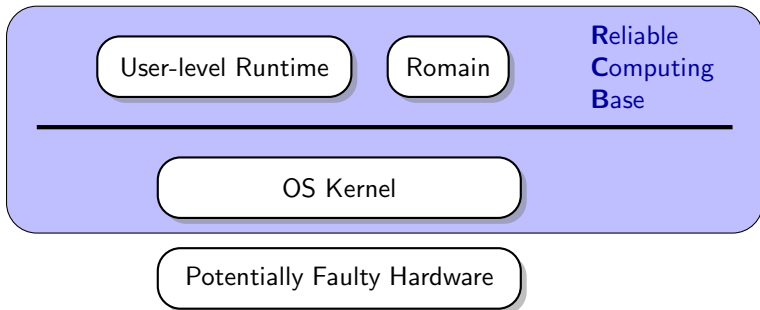 User-level Runtime
Romain
Reliable
Computing
Base
OS Kernel
Potentially Faulty Hardware